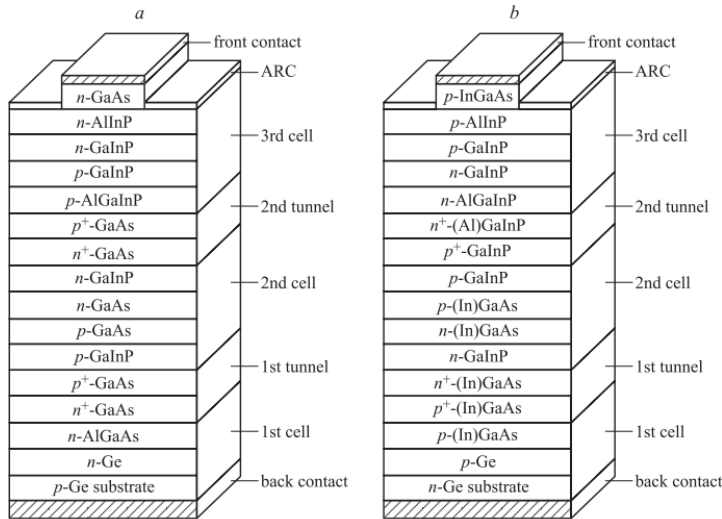 a
front contact
ARC
n-GaAs
n-AlInP
n-GaInP
p-GaInP
p-AlGaInP
p⁺-GaAs
n⁺-GaAs
n-GaInP
n-GaAs
p-GaAs
p-GaInP
p⁺-GaAs
n⁺-GaAs
n-AlGaAs
n-Ge
p-Ge substrate
3rd cell
2nd tunnel
2nd cell
1st tunnel
1st cell
back contact
b
front contact
ARC
p-InGaAs
p-AlInP
p-GaInP
n-GaInP
n-AlGaInP
n⁺-(Al)GaInP
p⁺-GaInP
p-GaInP
p-(In)GaAs
n-(In)GaAs
n-GaInP
n⁺-(In)GaAs
p⁺-(In)GaAs
p-(In)GaAs
p-Ge
n-Ge substrate
3rd cell
2nd tunnel
2nd cell
1st tunnel
1st cell
back contact